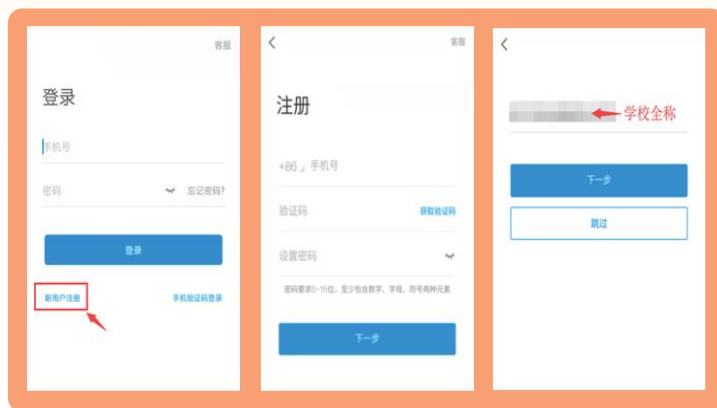 客服
登录
手机号
密码
忘记密码?
登录
新用户注册
手机验证码登录
客服
注册
+86
手机号
验证码
获取验证码
设置密码
密码要求8-16位，至少包含数字、字母、符号两种元素
下一步
学校全称
下一步
跳过